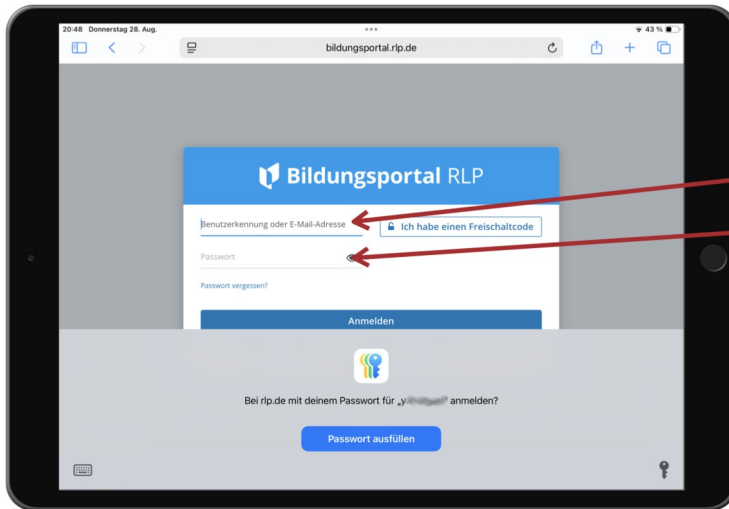 20:48 Donnerstag 28. Aug.
43 %
bildungsportal.rlp.de
Bildungsportal RLP
Benutzerkennung oder E-Mail-Adresse
Ich habe einen Freischaltcode
Passwort
Passwort vergessen?
Anmelden
Bei rlp.de mit deinem Passwort für „y " anmelden?
Passwort ausfüllen